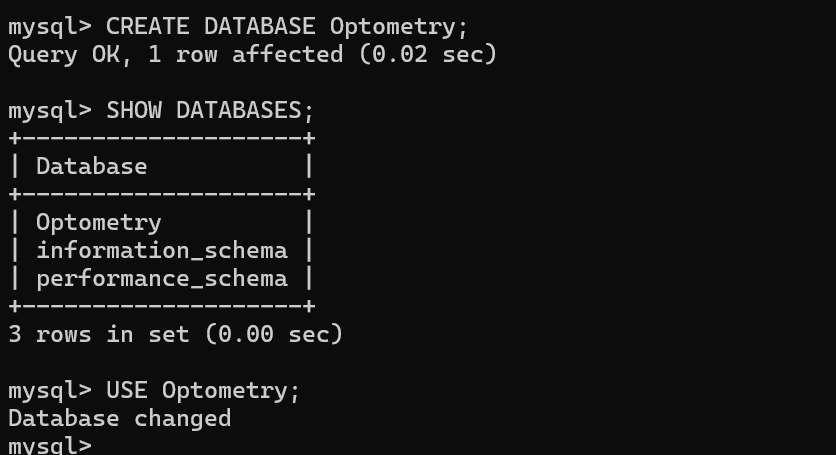 mysql> CREATE DATABASE Optometry;
Query OK, 1 row affected (0.02 sec)
mysql> SHOW DATABASES;
+--------------------+
| Database           |
+--------------------+
| Optometry          |
| information_schema |
| performance_schema |
+--------------------+
3 rows in set (0.00 sec)
mysql> USE Optometry;
Database changed
mysql>